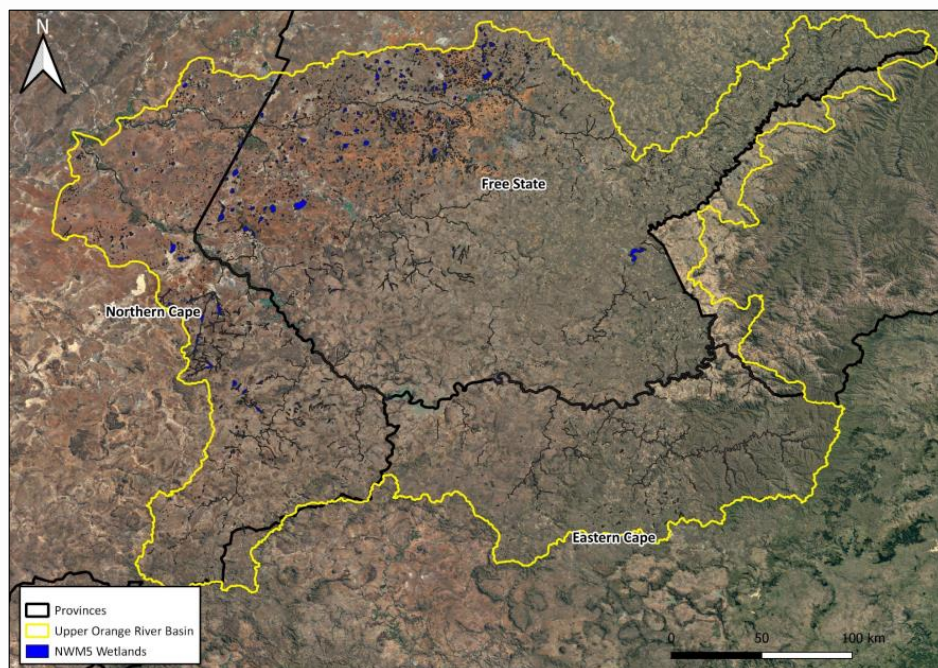 N
Free State
Northern Cape
Eastern Cape
Provinces
Upper Orange River Basin
NWM5 Wetlands
0 50 100 km